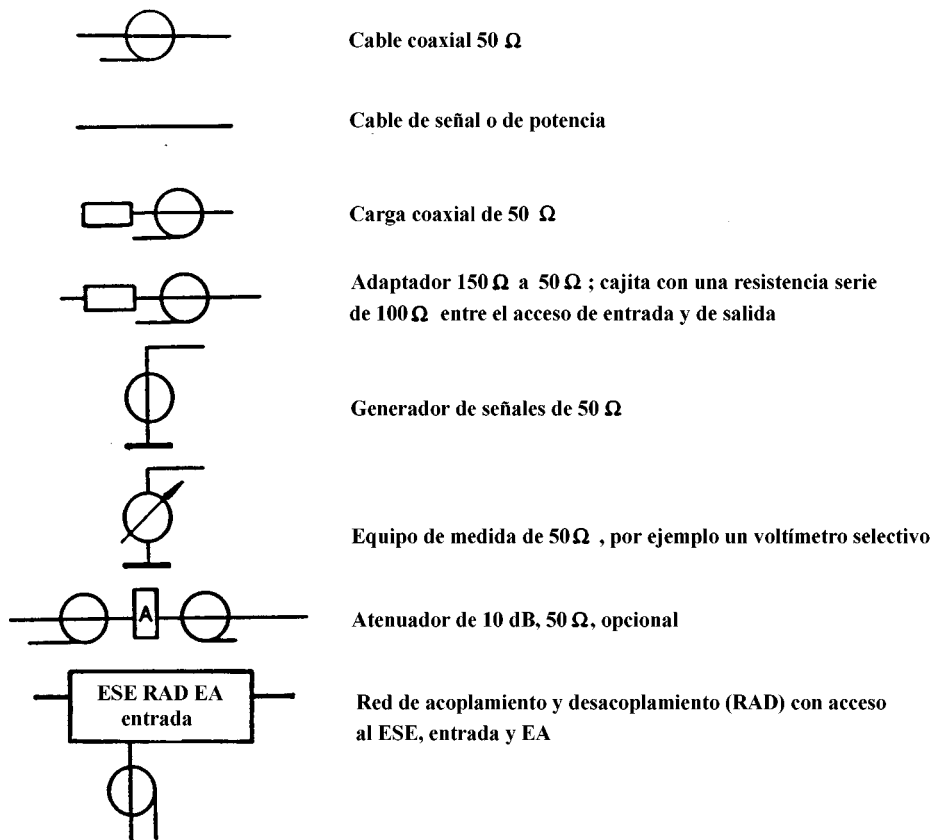 Cable coaxial 50 Ω
Cable de señal o de potencia
Carga coaxial de 50 Ω
Adaptador 150 Ω a 50 Ω ; cajita con una resistencia serie
de 100 Ω entre el acceso de entrada y de salida
Generador de señales de 50 Ω
Equipo de medida de 50 Ω , por ejemplo un voltímetro selectivo
A
Atenuador de 10 dB, 50 Ω, opcional
ESE RAD EA
entrada
Red de acoplamiento y desacoplamiento (RAD) con acceso
al ESE, entrada y EA